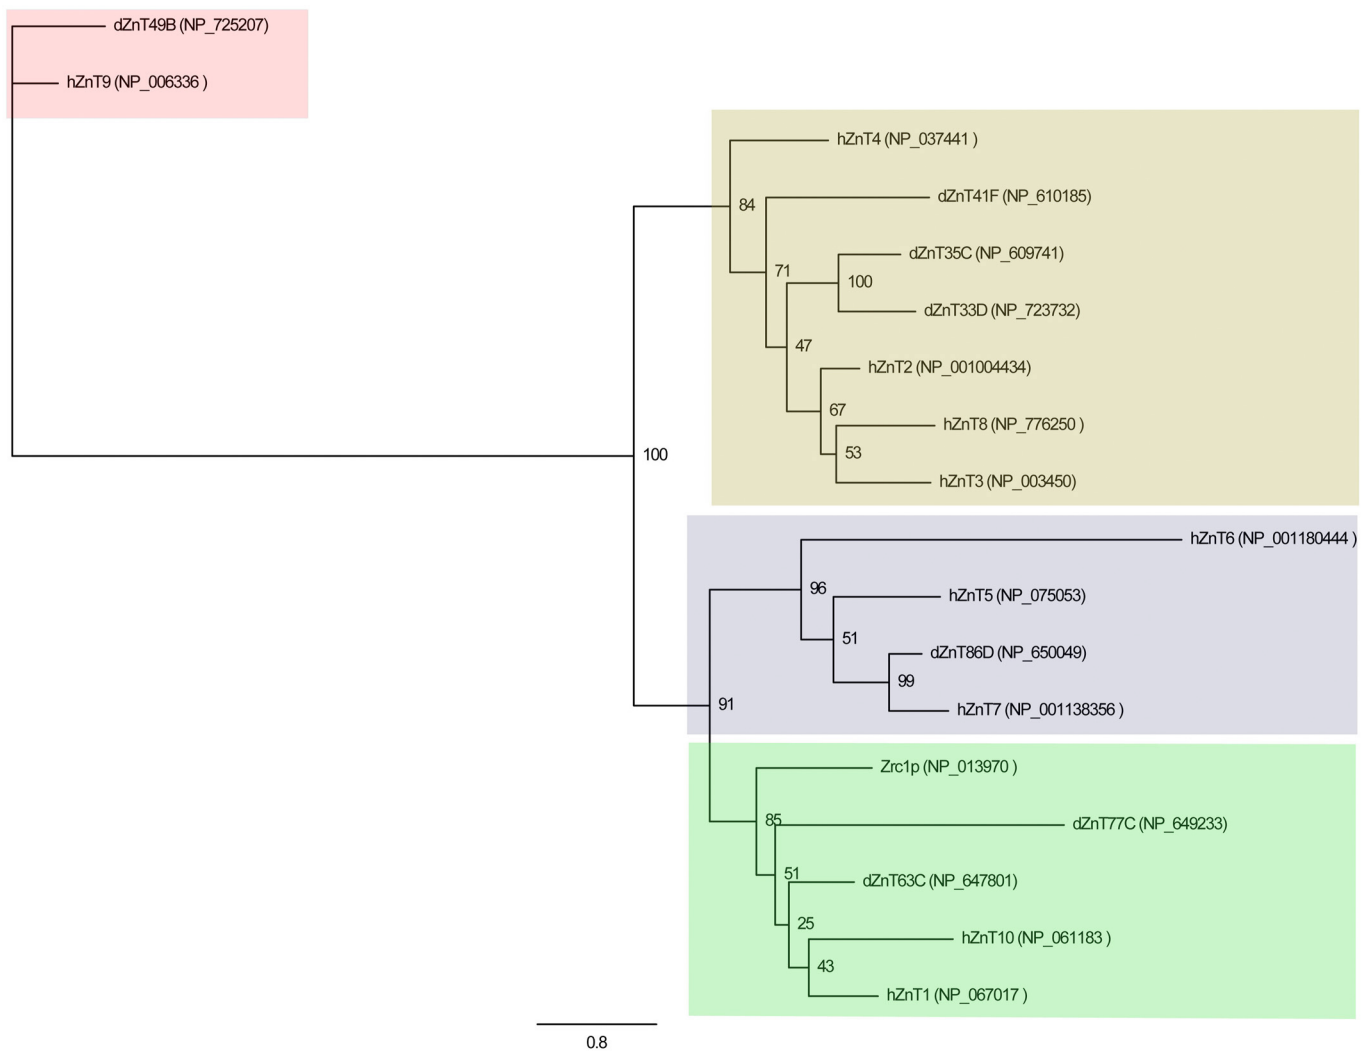 dZnT49B (NP_725207)
hZnT9 (NP_006336 )
hZnT4 (NP_037441 )
dZnT41F (NP_610185)
84
dZnT35C (NP_609741)
71
100
dZnT33D (NP_723732)
47
hZnT2 (NP_001004434)
67
hZnT8 (NP_776250 )
53
100
hZnT3 (NP_003450)
hZnT6 (NP_001180444 )
96
hZnT5 (NP_075053)
51
dZnT86D (NP_650049)
99
91
hZnT7 (NP_001138356 )
Zrc1p (NP_013970 )
85
dZnT77C (NP_649233)
51
dZnT63C (NP_647801)
25
hZnT10 (NP_061183 )
43
hZnT1 (NP_067017 )
0.8